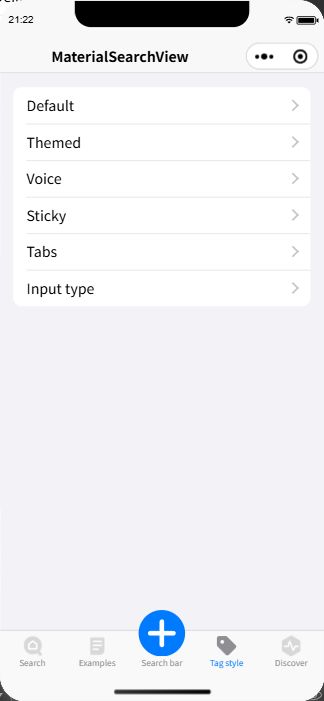 21:22
MaterialSearchView
Default
Themed
Voice
Sticky
Tabs
Input type
Search
Examples
Search bar
Tag style
Discover